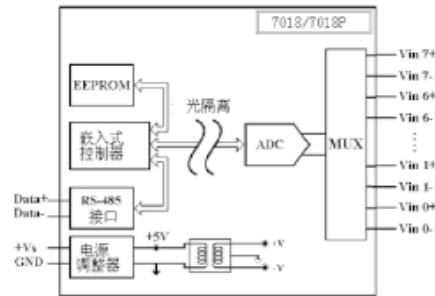 7018/7018P
EEPROM
嵌入式
控制器
光隔离
ADC
MUX
Vin 7+
Vin 7-
Vin 6+
Vin 6-
Vin 1+
Vin 1-
Vin 0+
Vin 0-
Data+
Data-
RS-485
接口
+Vs
GND
电源
调整器
+5V
+V
-V